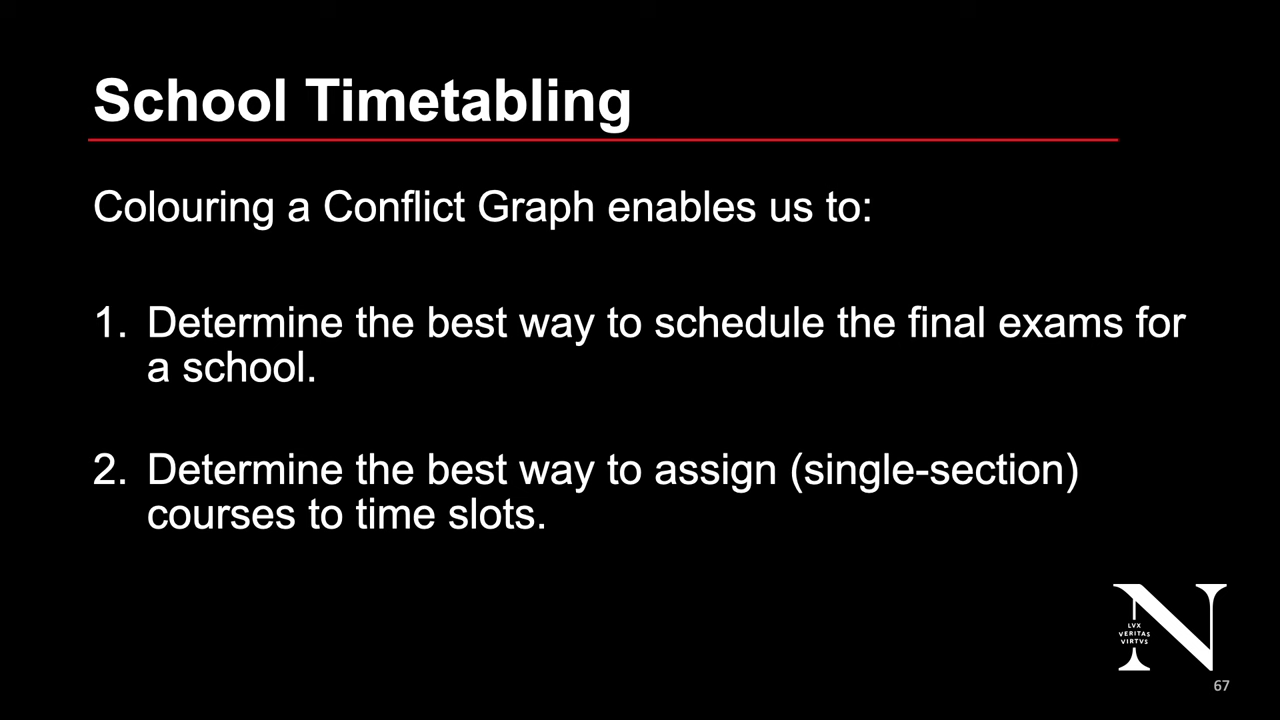 School Timetabling
Colouring a Conflict Graph enables us to:
1. Determine the best way to schedule the final exams for
a school.
2. Determine the best way to assign (single-section)
courses to time slots.
LVX
VERITAS
VIRTVS
67